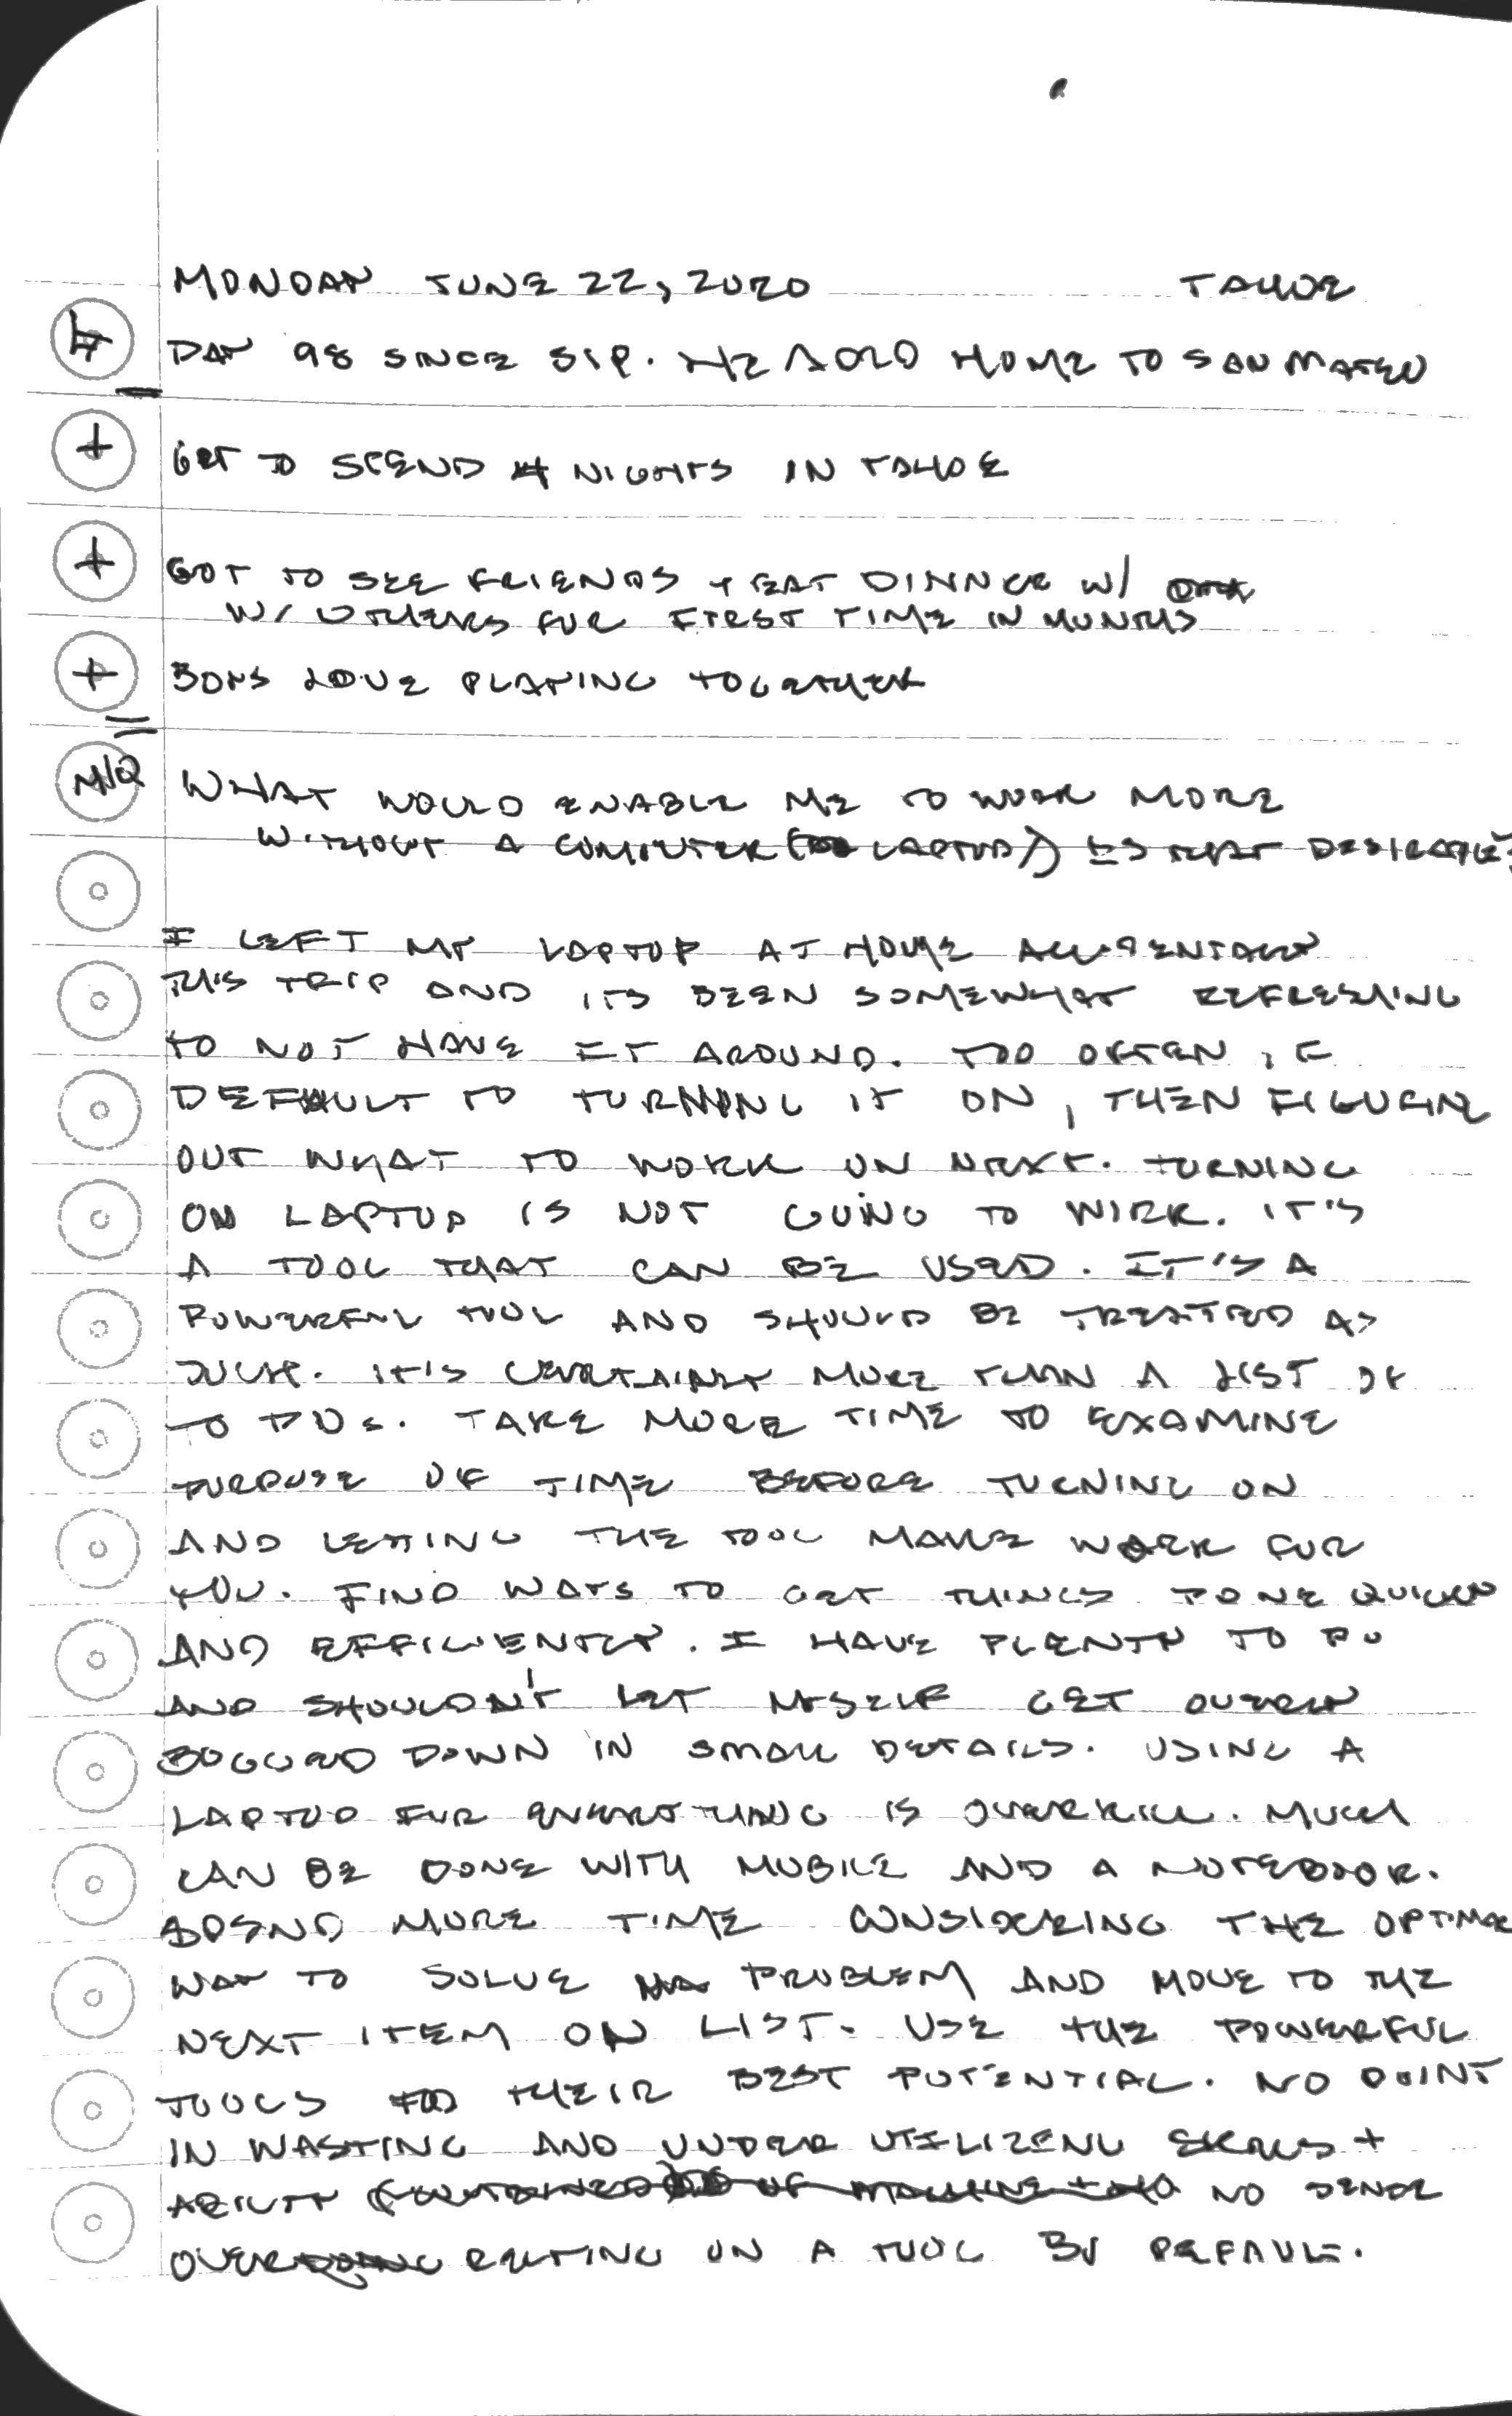 MONDAY JUNE 22, 2020 TAHOE
# DAY 98 SINCE SIP. HEADED HOME TO SAN MATEO
+ GET TO SPEND 4 NIGHTS IN TAHOE
+ GOT TO SEE FRIENDS + EAT DINNER W/
W/ OTHERS FOR FIRST TIME IN MONTHS
+ BOYS LOVE PLAYING TOGETHER
M/Q WHAT WOULD ENABLE ME TO WORK MORE
WITHOUT A COMPUTER (LAPTOP?) IS THAT DESIRABLE?
I LEFT MY LAPTOP AT HOME ACCIDENTALLY
THIS TRIP AND ITS BEEN SOMEWHAT REFRESHING
TO NOT HAVE IT AROUND. TOO OFTEN, I
DEFAULT TO TURNING IT ON, THEN FIGURING
OUT WHAT TO WORK ON NEXT. TURNING
ON LAPTOP IS NOT GOING TO WORK. IT'S
A TOOL THAT CAN BE USED. IT'S A
POWERFUL TOOL AND SHOULD BE TREATED AS
SUCH. IT'S CERTAINLY MORE THAN A LIST OF
TO DOs. TAKE MORE TIME TO EXAMINE
PURPOSE OF TIME BEFORE TURNING ON
AND LETTING THE TOOL MAKE WORK FOR
YOU. FIND WAYS TO GET THINGS DONE QUICKLY
AND EFFICIENTLY. I HAVE PLENTY TO DO
AND SHOULDN'T LET MYSELF GET OVERLY
BOGGED DOWN IN SMALL DETAILS. USING A
LAPTOP FOR EVERYTHING IS OVERKILL. MUCH
CAN BE DONE WITH MOBILE AND A NOTEBOOK.
SPEND MORE TIME CONSIDERING THE OPTIMAL
WAY TO SOLVE PROBLEM AND MOVE TO THE
NEXT ITEM ON LIST. USE THE POWERFUL
TOOLS TO THEIR BEST POTENTIAL. NO POINT
IN WASTING AND UNDER UTILIZING SKILLS +
ABILITY NO SENSE
OVER RELYING ON A TOOL BY DEFAULT.